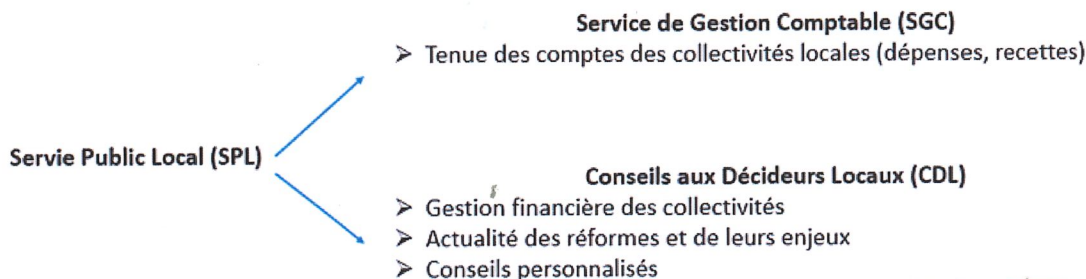 Service de Gestion Comptable (SGC)
➤ Tenue des comptes des collectivités locales (dépenses, recettes)
Servie Public Local (SPL)
Conseils aux Décideurs Locaux (CDL)
➤ Gestion financière des collectivités
➤ Actualité des réformes et de leurs enjeux
➤ Conseils personnalisés